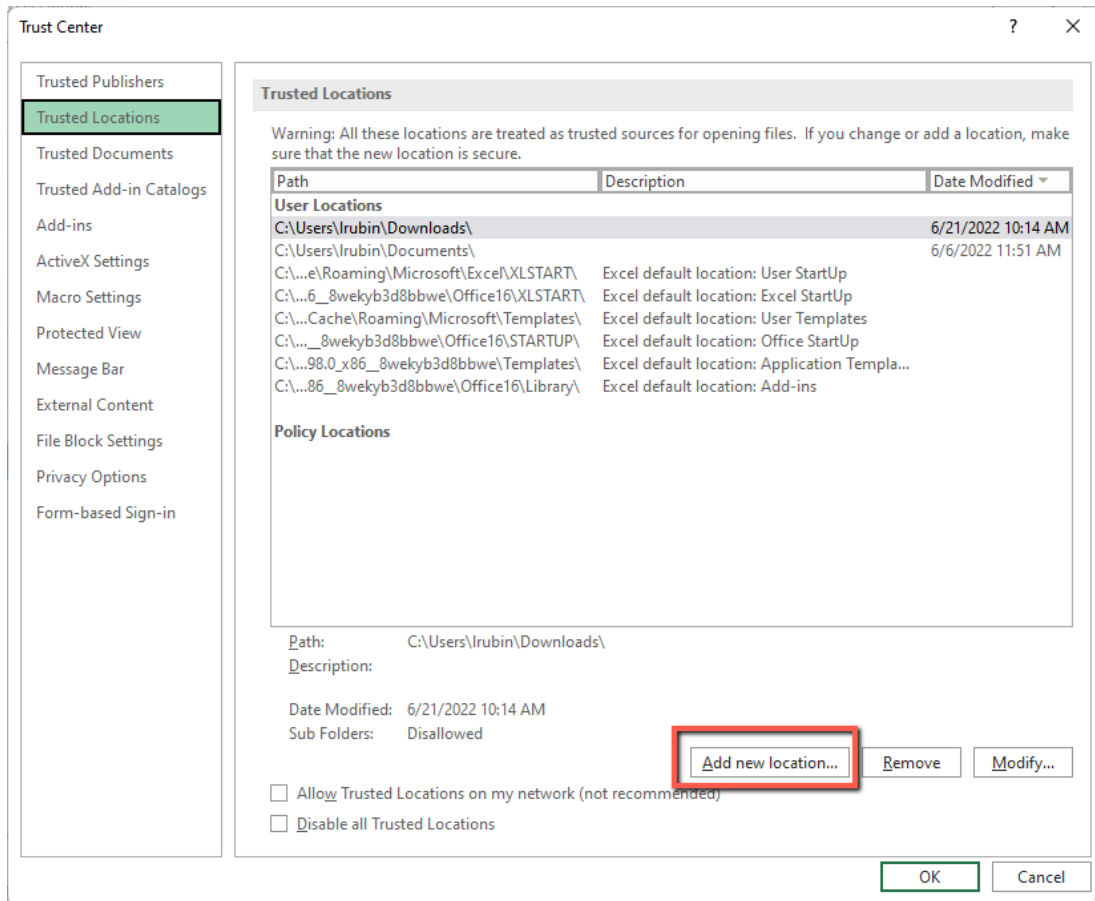 Trust Center
?
Trusted Publishers
Trusted Locations
Trusted Documents
Trusted Add-in Catalogs
Add-ins
ActiveX Settings
Macro Settings
Protected View
Message Bar
External Content
File Block Settings
Privacy Options
Form-based Sign-in
Trusted Locations
Warning: All these locations are treated as trusted sources for opening files. If you change or add a location, make
sure that the new location is secure.
Path Description Date Modified
User Locations
C:\Users\lrubin\Downloads\ 6/21/2022 10:14 AM
C:\Users\lrubin\Documents\ 6/6/2022 11:51 AM
C:\...e\Roaming\Microsoft\Excel\XLSTART\ Excel default location: User StartUp
C:\...6__8wekyb3d8bbwe\Office16\XLSTART\ Excel default location: Excel StartUp
C:\...Cache\Roaming\Microsoft\Templates\ Excel default location: User Templates
C:\...__8wekyb3d8bbwe\Office16\STARTUP\ Excel default location: Office StartUp
C:\...98.0_x86__8wekyb3d8bbwe\Templates\ Excel default location: Application Templa...
C:\...86__8wekyb3d8bbwe\Office16\Library\ Excel default location: Add-ins
Policy Locations
Path: C:\Users\lrubin\Downloads\
Description:
Date Modified: 6/21/2022 10:14 AM
Sub Folders: Disallowed
Add new location... Remove Modify...
Allow Trusted Locations on my network (not recommended)
Disable all Trusted Locations
OK Cancel